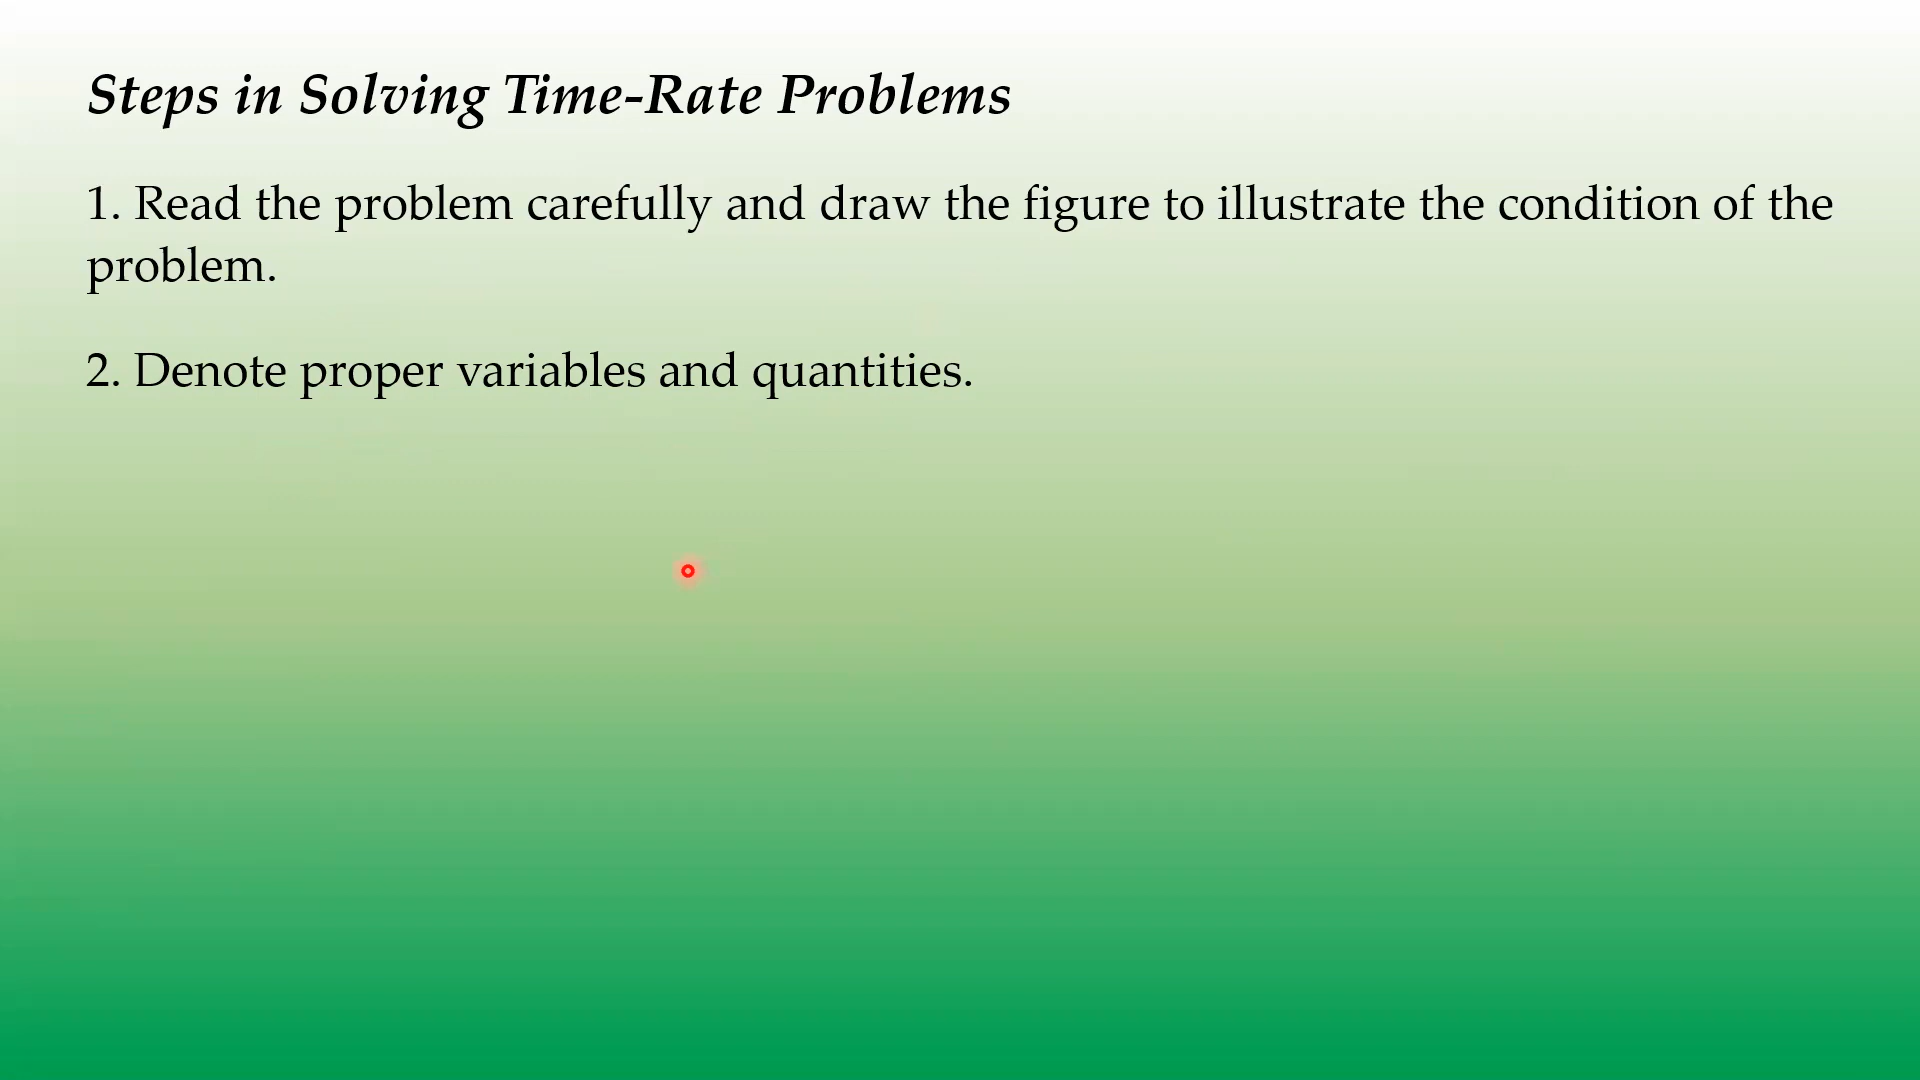 Steps in Solving Time-Rate Problems
1. Read the problem carefully and draw the figure to illustrate the condition of the
problem.
2. Denote proper variables and quantities.